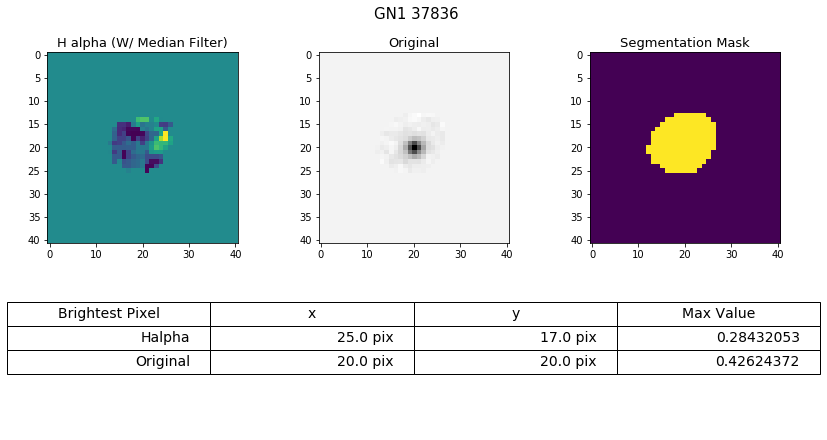 GN1 37836
H alpha (W/ Median Filter) Original Segmentation Mask
0 0 0
5 5 5
10 10 10
15 15 15
20 20 20
25 25 25
30 30 30
35 35 35
40 40 40
0 10 20 30 40 0 10 20 30 40 0 10 20 30 40
Brightest Pixel x y Max Value
Halpha 25.0 pix 17.0 pix 0.28432053
Original 20.0 pix 20.0 pix 0.42624372